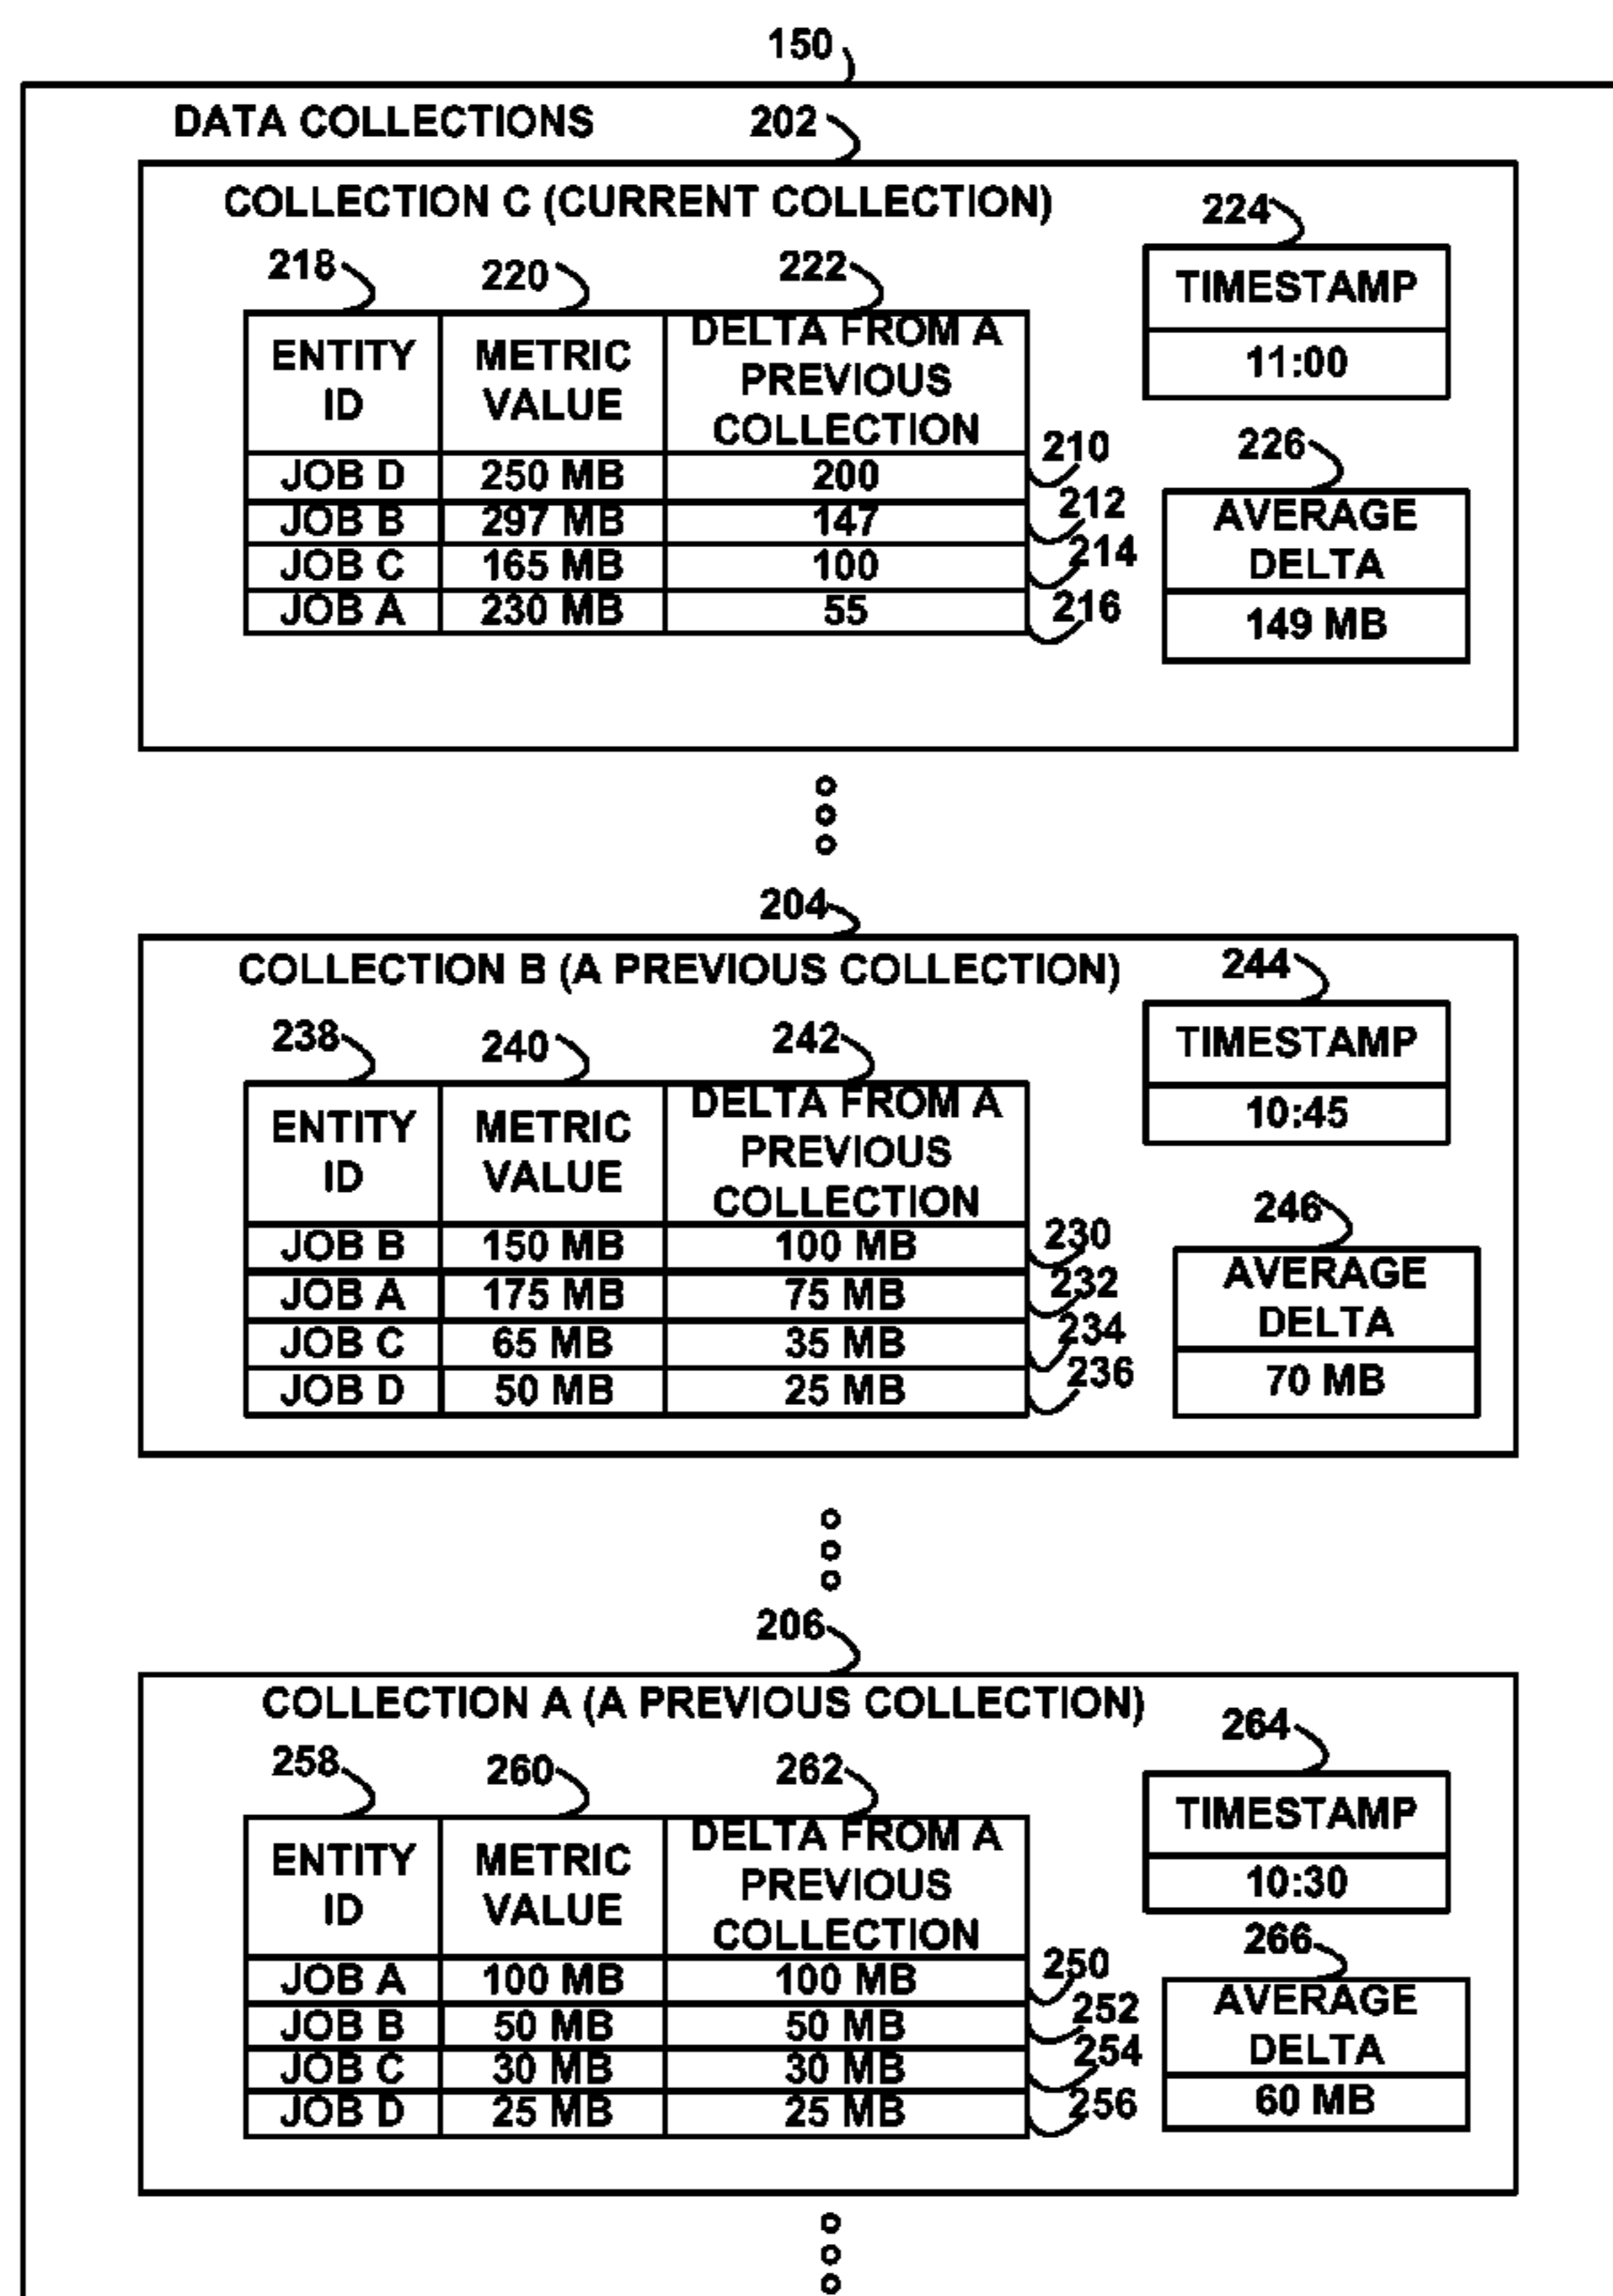 150
DATA COLLECTIONS 202
COLLECTION C (CURRENT COLLECTION)
224
218 220 222
TIMESTAMP
11:00
ENTITY ID METRIC VALUE DELTA FROM A PREVIOUS COLLECTION
JOB D 250 MB 200 210
JOB B 297 MB 147 212
JOB C 165 MB 100 214
JOB A 230 MB 55 216
226
AVERAGE
DELTA
149 MB
204
COLLECTION B (A PREVIOUS COLLECTION)
244
238 240 242
TIMESTAMP
10:45
ENTITY ID METRIC VALUE DELTA FROM A PREVIOUS COLLECTION
JOB B 150 MB 100 MB 230
JOB A 175 MB 75 MB 232
JOB C 65 MB 35 MB 234
JOB D 50 MB 25 MB 236
246
AVERAGE
DELTA
70 MB
206
COLLECTION A (A PREVIOUS COLLECTION)
264
258 260 262
TIMESTAMP
10:30
ENTITY ID METRIC VALUE DELTA FROM A PREVIOUS COLLECTION
JOB A 100 MB 100 MB 250
JOB B 50 MB 50 MB 252
JOB C 30 MB 30 MB 254
JOB D 25 MB 25 MB 256
266
AVERAGE
DELTA
60 MB